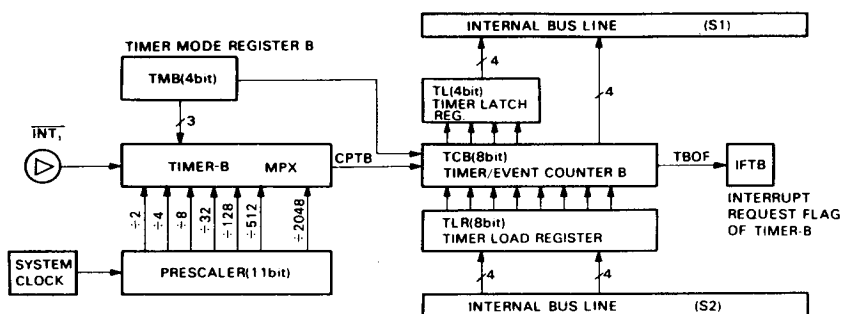 INTERNAL BUS LINE (S1)
TIMER MODE REGISTER B
TMB(4bit)
4
TL(4bit)
TIMER LATCH
REG.
4
3
INT₁
TIMER-B MPX
CPTB
TCB(8bit)
TIMER/EVENT COUNTER B
TBOF
IFTB
INTERRUPT
REQUEST FLAG
OF TIMER-B
÷2
÷4
÷8
÷32
÷128
÷512
÷2048
TLR(8bit)
TIMER LOAD REGISTER
SYSTEM
CLOCK
PRESCALER(11bit)
4
4
INTERNAL BUS LINE (S2)